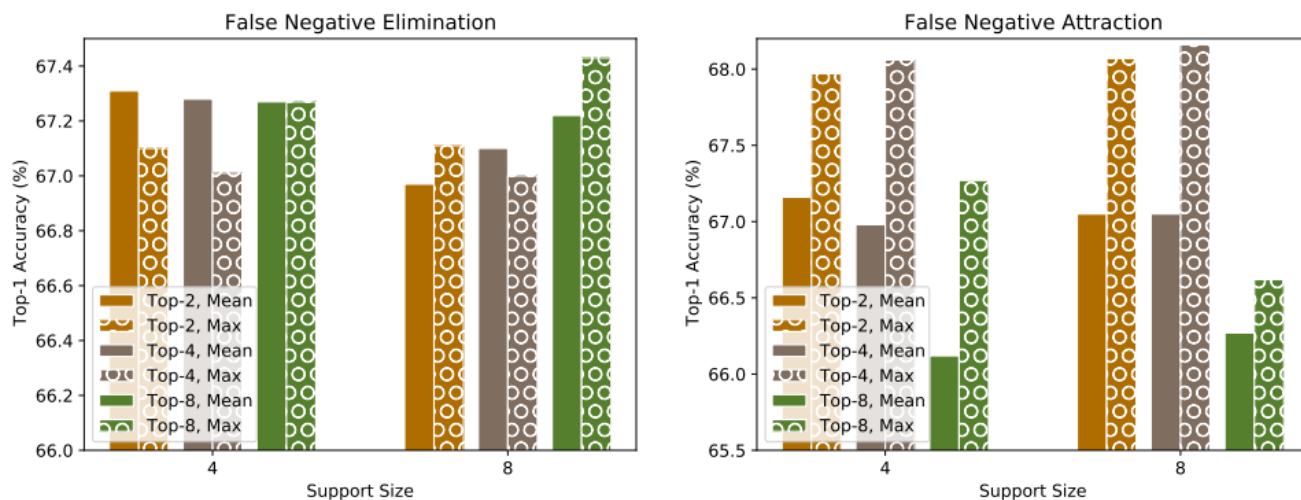 False Negative Elimination
67.4
67.2
67.0
66.8
66.6
66.4
66.2
66.0
Top-1 Accuracy (%)
Top-2, Mean
Top-2, Max
Top-4, Mean
Top-4, Max
Top-8, Mean
Top-8, Max
4
8
Support Size
False Negative Attraction
68.0
67.5
67.0
66.5
66.0
65.5
Top-1 Accuracy (%)
Top-2, Mean
Top-2, Max
Top-4, Mean
Top-4, Max
Top-8, Mean
Top-8, Max
4
8
Support Size